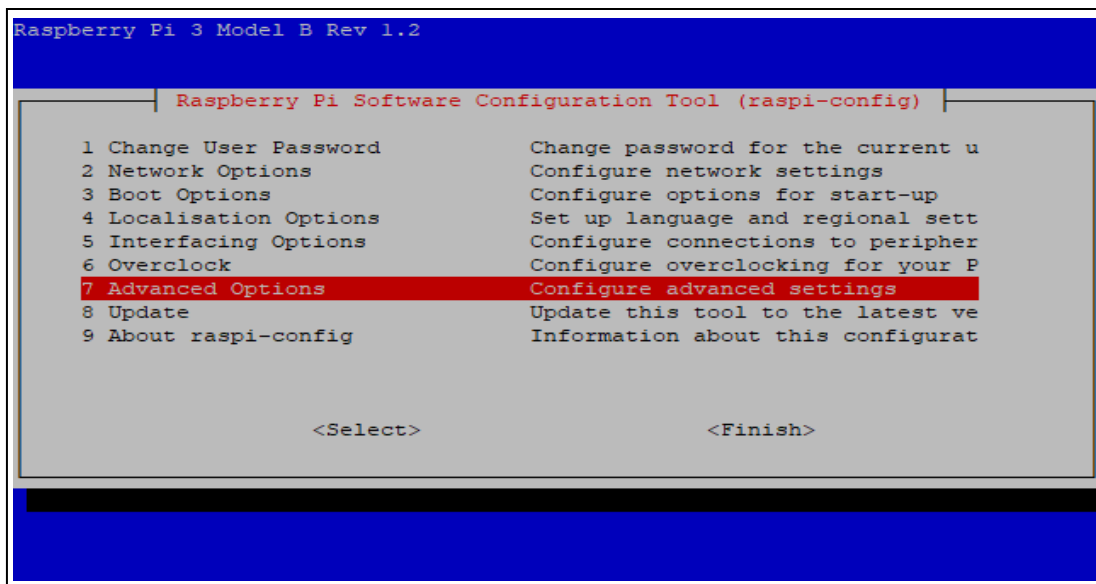 Raspberry Pi 3 Model B Rev 1.2
Raspberry Pi Software Configuration Tool (raspi-config)
1 Change User Password Change password for the current u
2 Network Options Configure network settings
3 Boot Options Configure options for start-up
4 Localisation Options Set up language and regional sett
5 Interfacing Options Configure connections to peripher
6 Overclock Configure overclocking for your P
7 Advanced Options Configure advanced settings
8 Update Update this tool to the latest ve
9 About raspi-config Information about this configurat
<Select> <Finish>